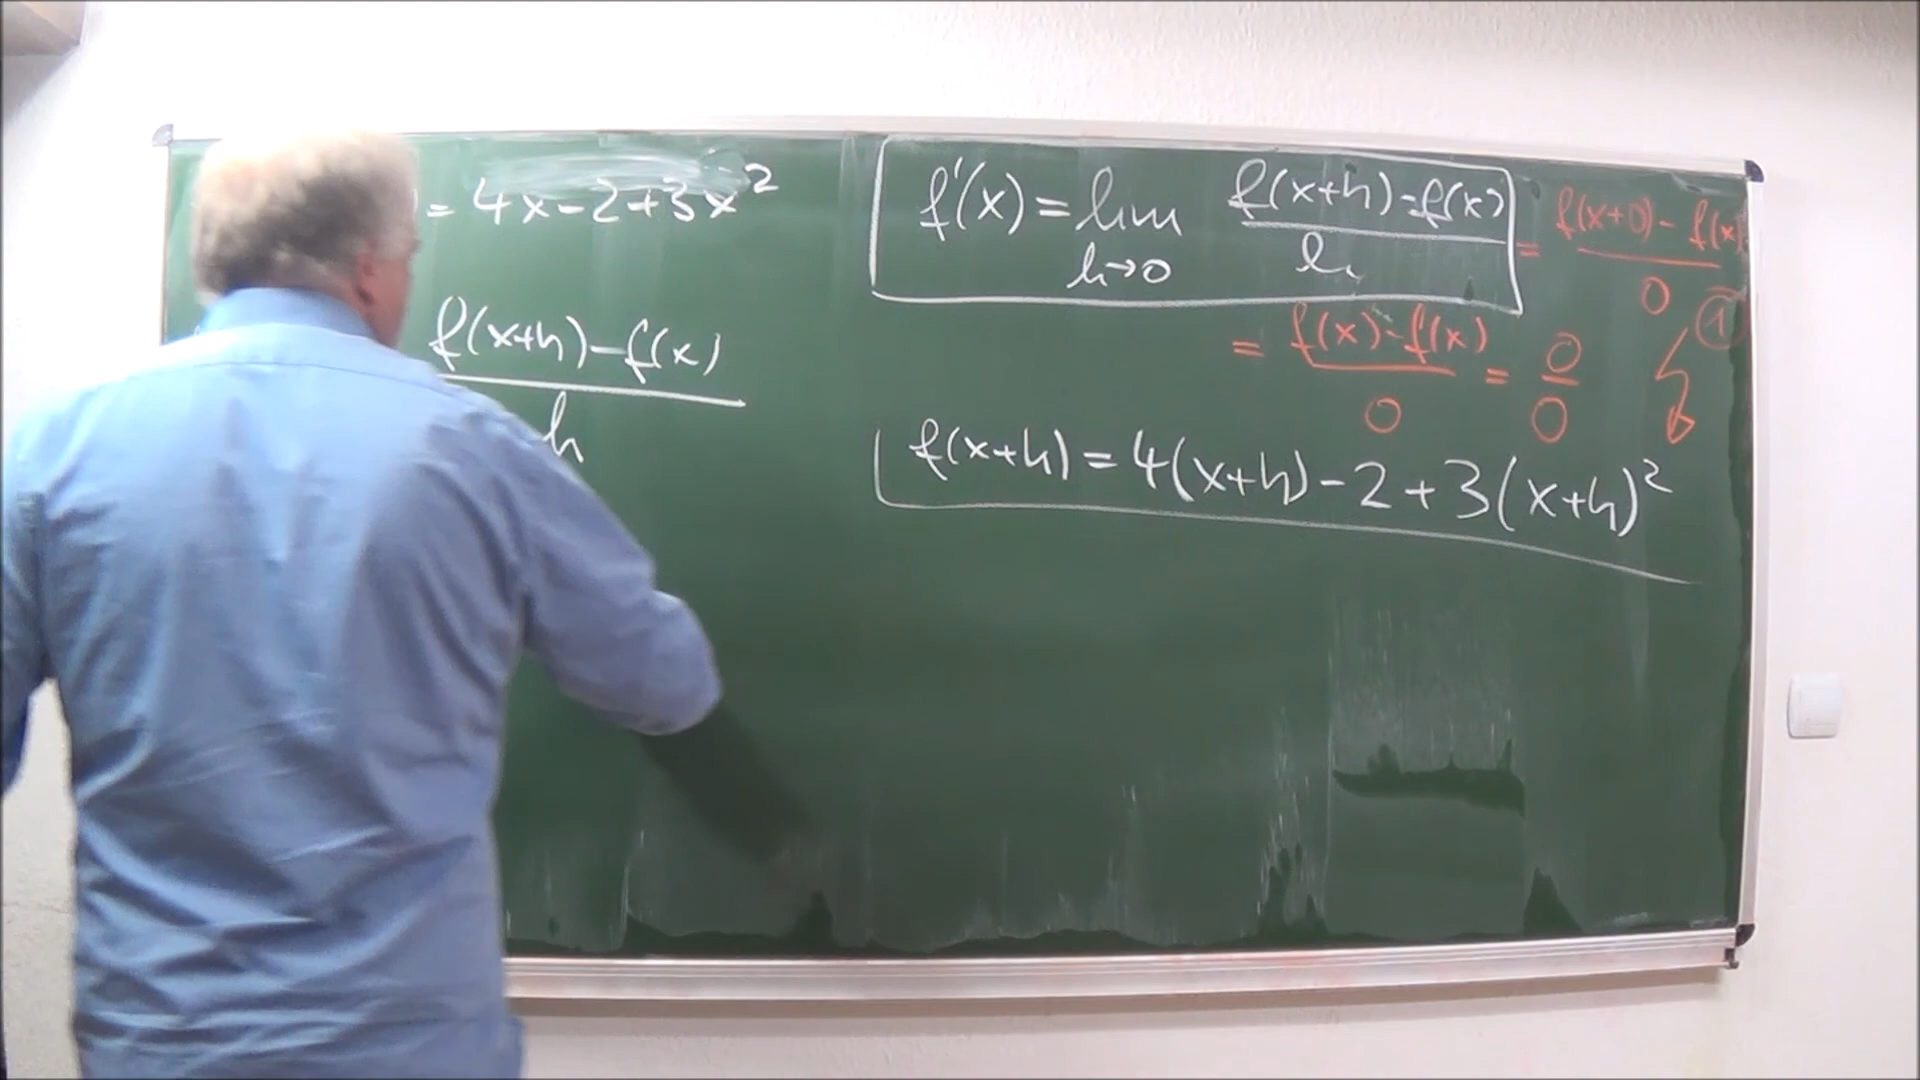 ) = 4x-2+3x²
f(x+h)-f(x)
h
f'(x) = lim f(x+h)-f(x) = f(x+0) - f(x)
h→0 h 0
= f(x)-f(x) = 0 1
0 0
f(x+h) = 4(x+h)-2+3(x+h)²